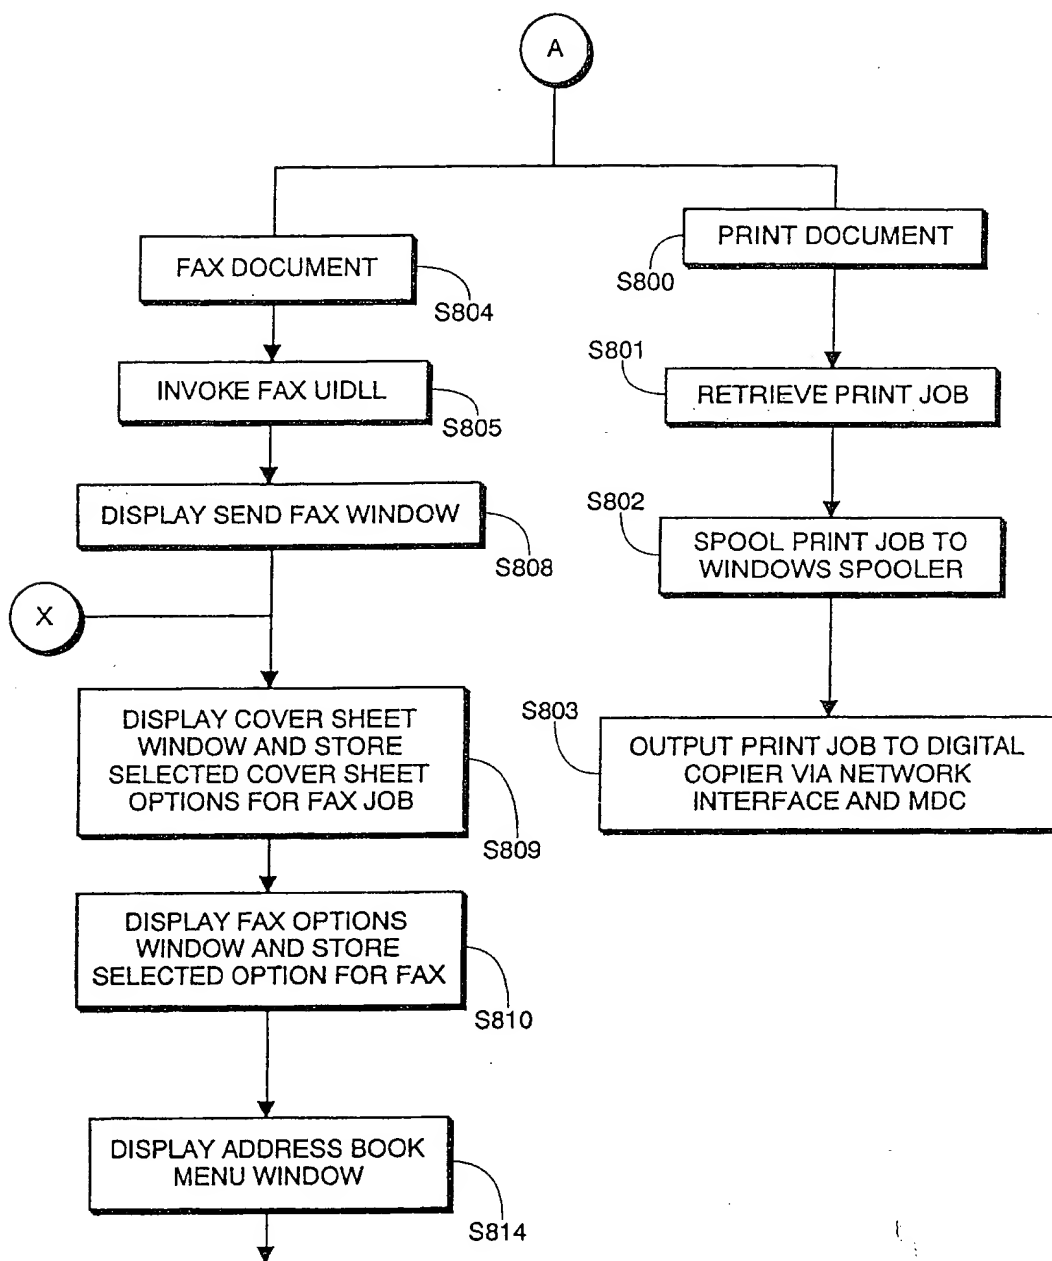 A
FAX DOCUMENT
S804
INVOKE FAX UIDLL
S805
DISPLAY SEND FAX WINDOW
S808
X
DISPLAY COVER SHEET
WINDOW AND STORE
SELECTED COVER SHEET
OPTIONS FOR FAX JOB
S809
DISPLAY FAX OPTIONS
WINDOW AND STORE
SELECTED OPTION FOR FAX
S810
DISPLAY ADDRESS BOOK
MENU WINDOW
S814
PRINT DOCUMENT
S800
S801
RETRIEVE PRINT JOB
S802
SPOOL PRINT JOB TO
WINDOWS SPOOLER
S803
OUTPUT PRINT JOB TO DIGITAL
COPIER VIA NETWORK
INTERFACE AND MDC